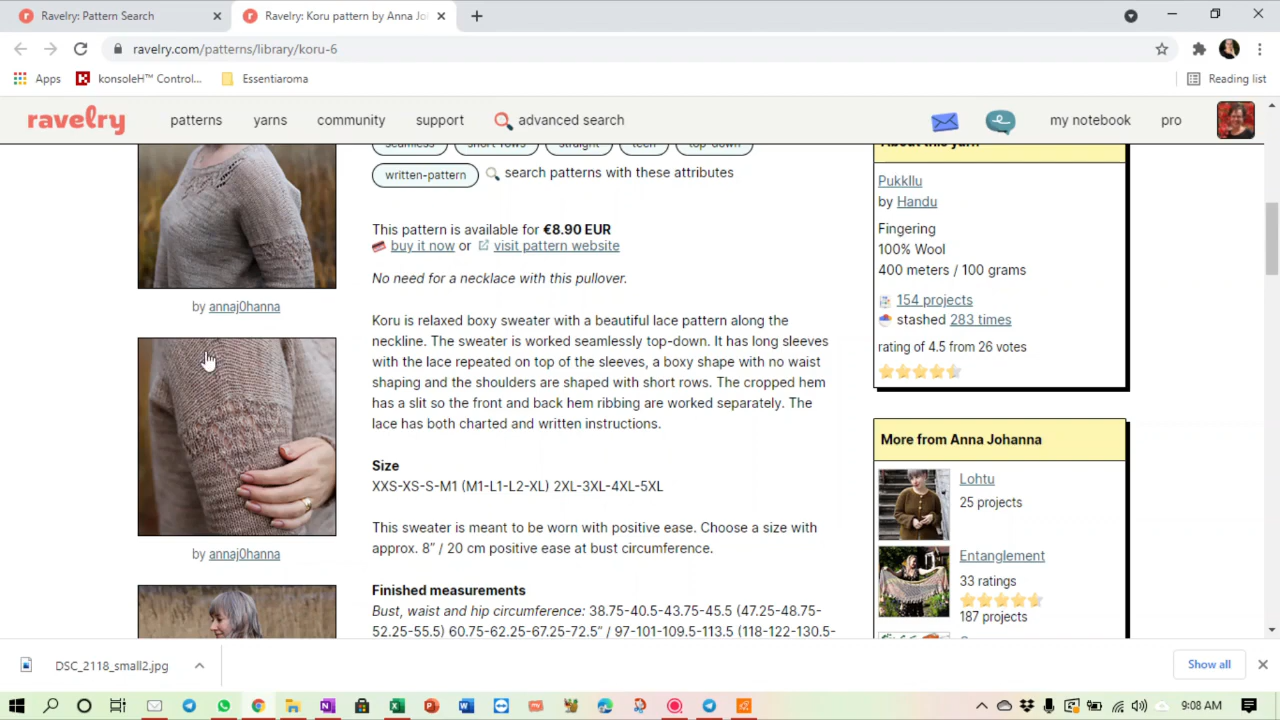 Ravelry: Pattern Search
Ravelry: Koru pattern by Anna Jo
ravelry.com/patterns/library/koru-6
Apps
konsoleH™ Control...
Essentiaroma
Reading list
ravelry
patterns
yarns
community
support
advanced search
my notebook
pro
seamless
short-rows
straight
teen
top-down
written-pattern
search patterns with these attributes
This pattern is available for €8.90 EUR
buy it now or visit pattern website
No need for a necklace with this pullover.
Koru is relaxed boxy sweater with a beautiful lace pattern along the
neckline. The sweater is worked seamlessly top-down. It has long sleeves
with the lace repeated on top of the sleeves, a boxy shape with no waist
shaping and the shoulders are shaped with short rows. The cropped hem
has a slit so the front and back hem ribbing are worked separately. The
lace has both charted and written instructions.
Size
XXS-XS-S-M1 (M1-L1-L2-XL) 2XL-3XL-4XL-5XL
This sweater is meant to be worn with positive ease. Choose a size with
approx. 8” / 20 cm positive ease at bust circumference.
Finished measurements
Bust, waist and hip circumference: 38.75-40.5-43.75-45.5 (47.25-48.75-
52.25-55.5) 60.75-62.25-67.25-72.5” / 97-101-109.5-113.5 (118-122-130.5-
by annaj0hanna
by annaj0hanna
About this yarn
Pukkllu
by Handu
Fingering
100% Wool
400 meters / 100 grams
154 projects
stashed 283 times
rating of 4.5 from 26 votes
More from Anna Johanna
Lohtu
25 projects
Entanglement
33 ratings
187 projects
DSC_2118_small2.jpg
Show all
9:08 AM